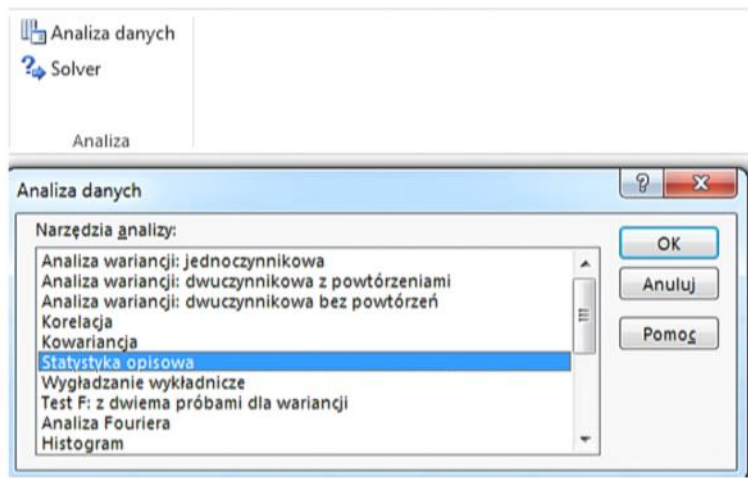 Analiza danych
Solver
Analiza
Analiza danych
Narzędzia analizy:
Analiza wariancji: jednoczynnikowa
Analiza wariancji: dwuczynnikowa z powtórzeniami
Analiza wariancji: dwuczynnikowa bez powtórzeń
Korelacja
Kowariancja
Statystyka opisowa
Wygładzanie wykładnicze
Test F: z dwiema próbami dla wariancji
Analiza Fouriera
Histogram
OK
Anuluj
Pomoc